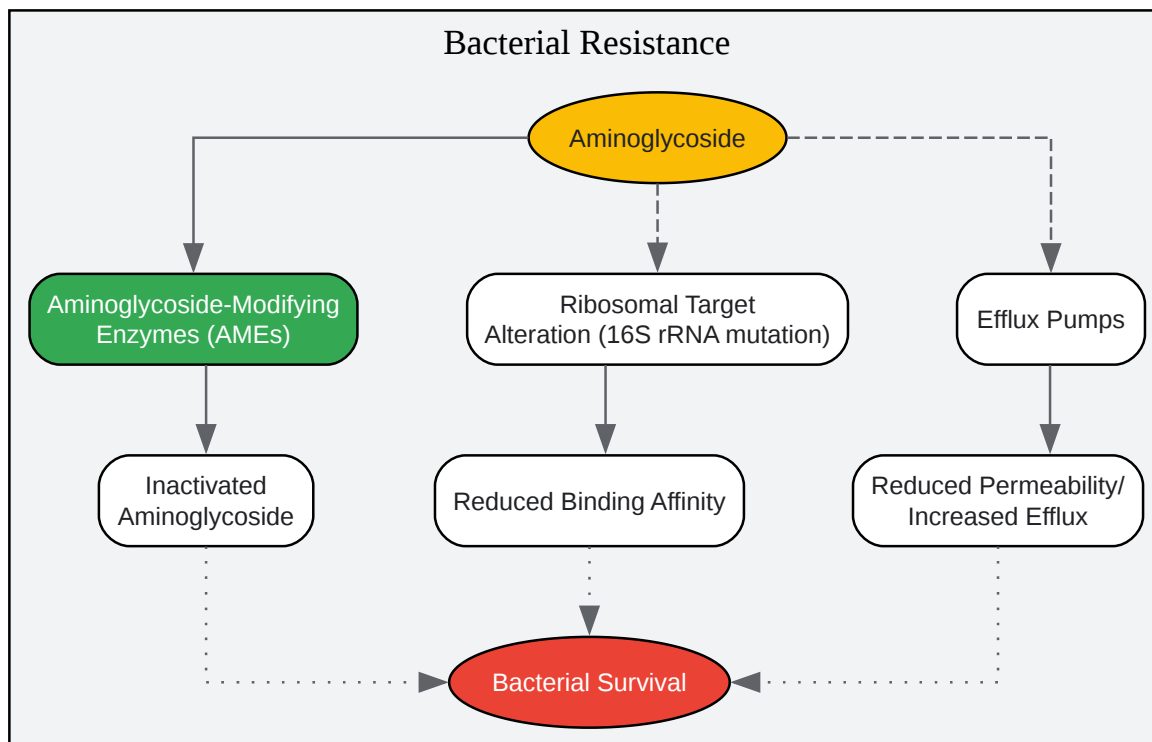 Bacterial Resistance
Aminoglycoside
Aminoglycoside-Modifying
Enzymes (AMEs)
Ribosomal Target
Alteration (16S rRNA mutation)
Efflux Pumps
Inactivated
Aminoglycoside
Reduced Binding Affinity
Reduced Permeability/
Increased Efflux
Bacterial Survival